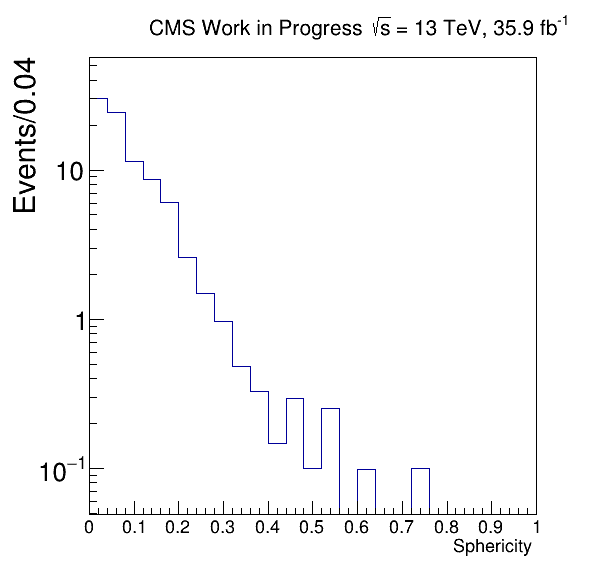 CMS Work in Progress √s = 13 TeV, 35.9 fb⁻¹
Events/0.04
10
1
10⁻¹
0 0.1 0.2 0.3 0.4 0.5 0.6 0.7 0.8 0.9 1
Sphericity